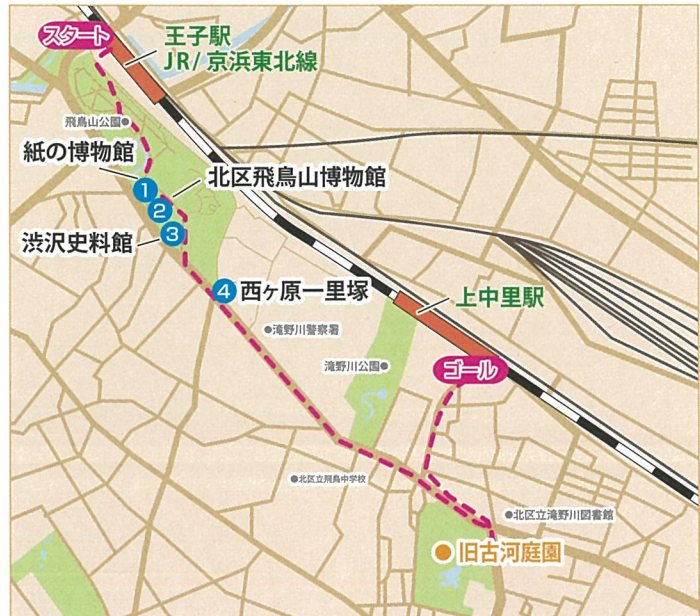 スタート
王子駅
JR/京浜東北線
飛鳥山公園
紙の博物館
1
北区飛鳥山博物館
2
3
渋沢史料館
4
西ヶ原一里塚
上中里駅
滝野川警察署
滝野川公園
ゴール
北区立飛鳥中学校
北区立滝野川図書館
旧古河庭園